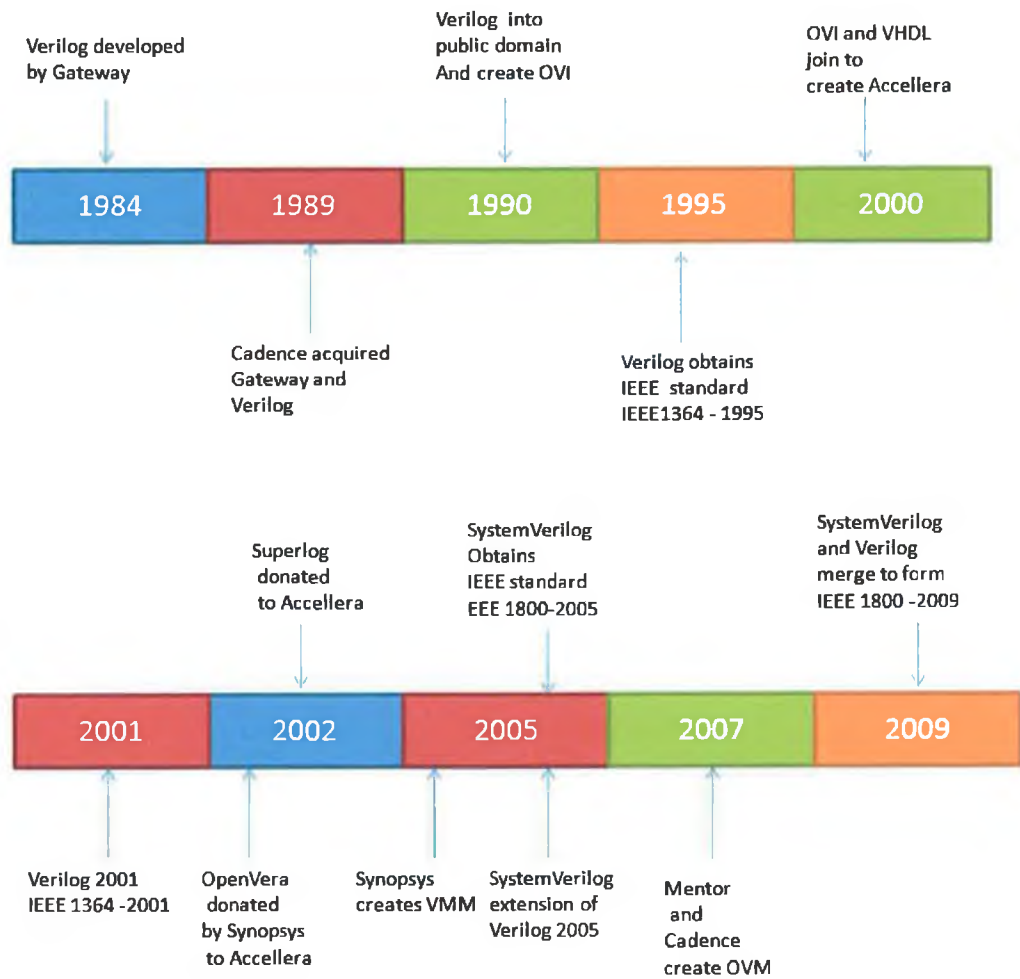 Verilog developed
by Gateway
Verilog into
public domain
And create OVI
OVI and VHDL
join to
create Accellera
1984
1989
1990
1995
2000
Cadence acquired
Gateway and
Verilog
Verilog obtains
IEEE standard
IEEE1364 - 1995
Superlog
donated
to Accellera
SystemVerilog
Obtains
IEEE standard
EEE 1800-2005
SystemVerilog
and Verilog
merge to form
IEEE 1800 -2009
2001
2002
2005
2007
2009
Verilog 2001
IEEE 1364 -2001
OpenVera
donated
by Synopsys
to Accellera
Synopsys
creates VMM
SystemVerilog
extension of
Verilog 2005
Mentor
and
Cadence
create OVM